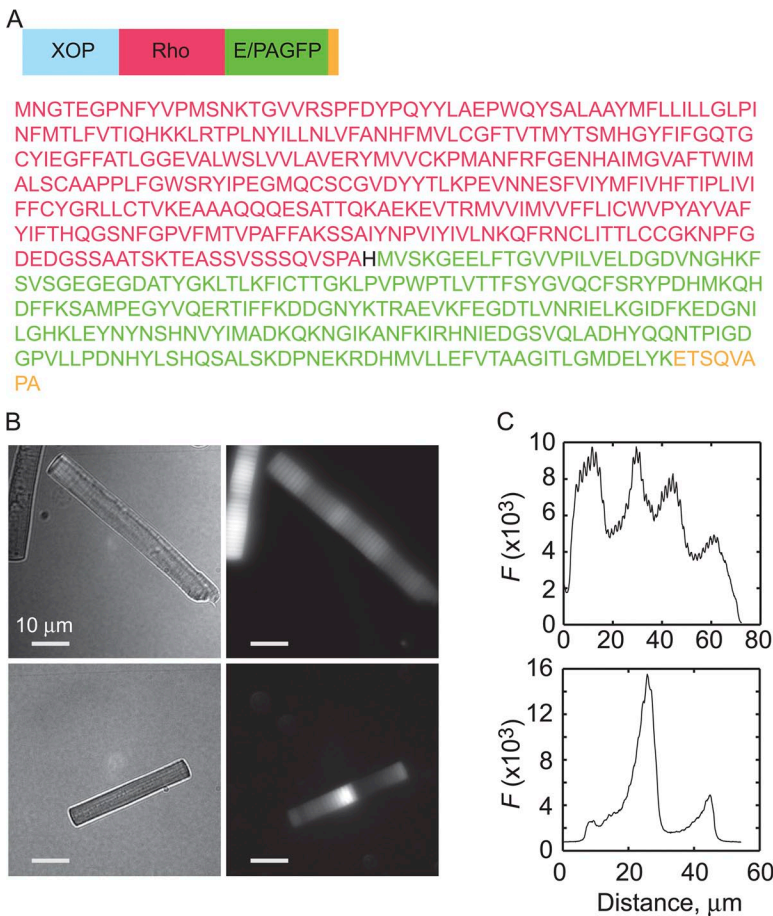 A
XOP Rho E/PAGFP
MNGTEGPNFYVPMSNKTGVVRSPFDYPQYYLAEPWQYSALAAYMFLLILLGLPI
NFMTLFVTIQHKKLRTPLNYILLNLVFANHFMVLCGFTVTMYTSMHGYFIFGQTG
CYIEGFFATLGGEVALWSLVVLAVERYMVVCKPMANFRFGENHAIMGVAFTWIM
ALSCAAPPLFGWSRYIPEGMQCSCGVDYYTLKPEVNNESFVIYMFIVHFTIPLIVI
FFCYGRLLCTVKEAAAQQQESATTQKAEKEVTRMVVIMVVFFLICWVPYAYVAF
YIFTHQGSNFGPVFMTVPAFFAKSSAIYNPVIYIVLNKQFRNCLITTLCCGKNPFG
DEDGSSAATSKTEASSVSSSQVSPAHMVSKGEELFTGVVPILVELDGDVNGHKF
SVSGEGEGDATYGKLTLKFICTTGKLPVPWPTLVTTFSYGVQCFSRYPDHMKQH
DFFKSAMPEGYVQERTIFFKDDGNYKTRAEVKFEGDTLVNRIELKGIDFKEDGNI
LGHKLEYNYNSHNVYIMADKQKNGIKANFKIRHNIEDGSVQLADHYQQNTPIGD
GPVLLPDNHYLSHQSALSKDPNEKRDHMVLLEFVTAAGITLGMDELYKETSQVA
PA
B
10 μm
C
F (x10³)
10
8
6
4
2
0
0 20 40 60 80
F (x10³)
16
12
8
4
0
0 20 40 60
Distance, μm